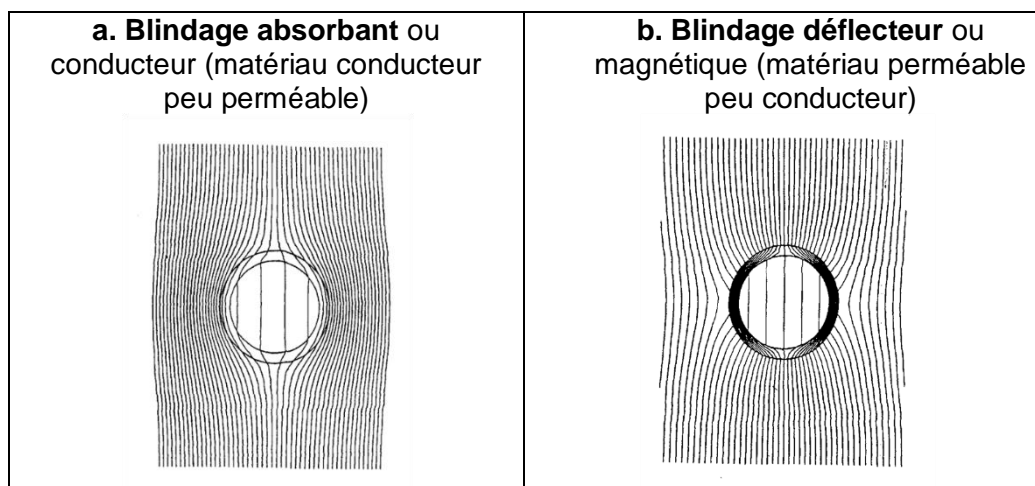 a. Blindage absorbant ou
conducteur (matériau conducteur
peu perméable)
b. Blindage déflecteur ou
magnétique (matériau perméable
peu conducteur)